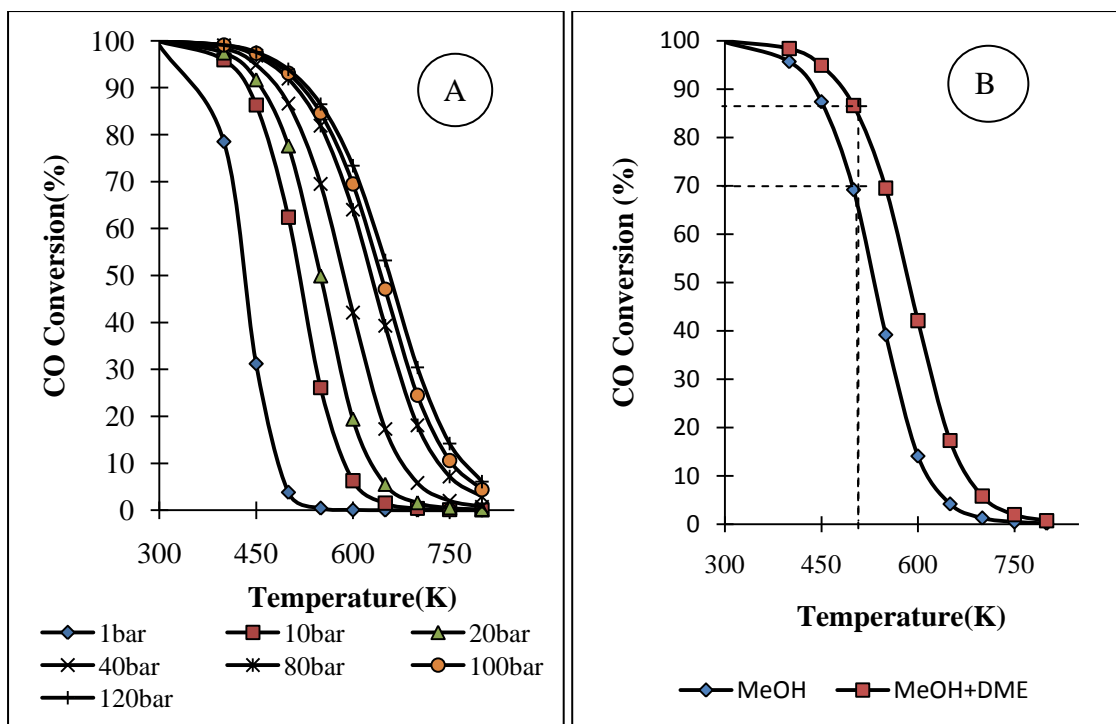 A
CO Conversion(%)
100
90
80
70
60
50
40
30
20
10
0
300 450 600 750
Temperature(K)
1bar 10bar 20bar
40bar 80bar 100bar
120bar
B
CO Conversion (%)
100
90
80
70
60
50
40
30
20
10
0
300 450 600 750
Temperature(K)
MeOH MeOH+DME